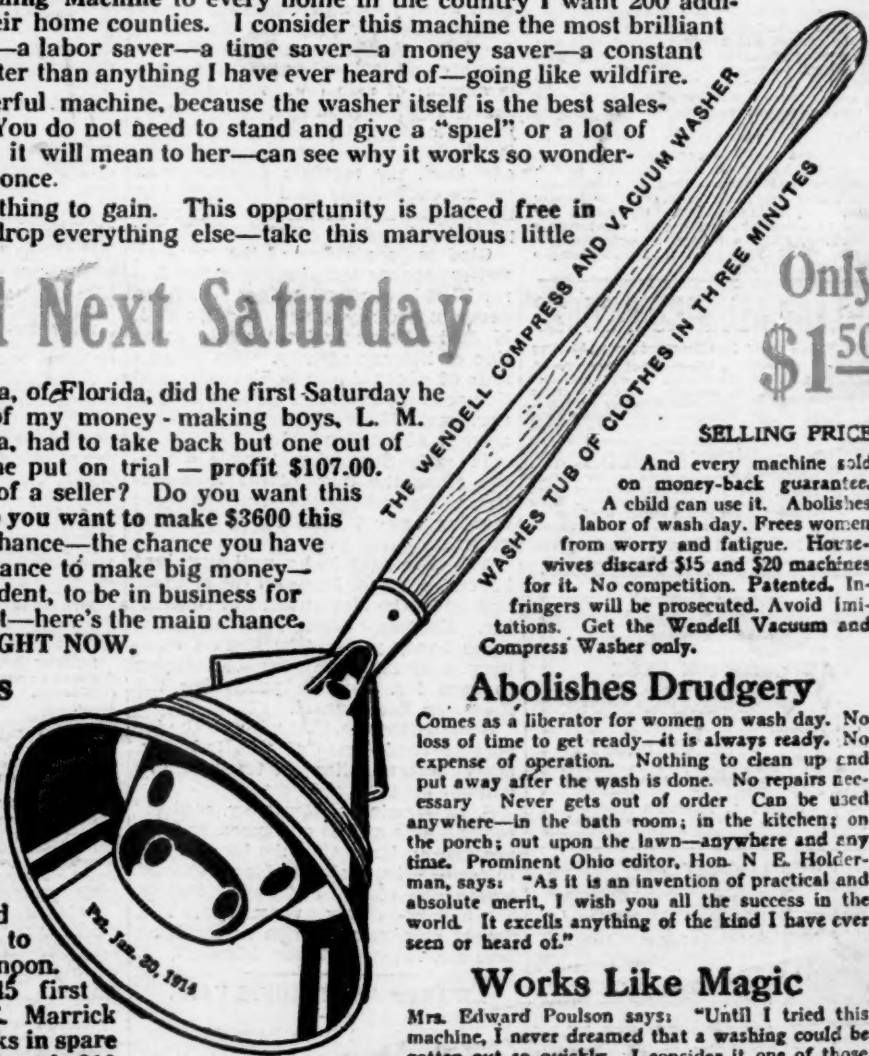 ning Machine to every home in the country I want 200 addi-
eir home counties. I consider this machine the most brilliant
—a labor saver—a time saver—a money saver—a constant
ter than anything I have ever heard of—going like wildfire.
erful machine, because the washer itself is the best sales-
You do not need to stand and give a "spiel" or a lot of
it will mean to her—can see why it works so wonder-
once.
thing to gain. This opportunity is placed free in
drop everything else—take this marvelous little
Next Saturday
a, of Florida, did the first Saturday he
of my money-making boys, L. M.
a, had to take back but one out of
he put on trial — profit $107.00.
of a seller? Do you want this
you want to make $3600 this
hance—the chance you have
ance to make big money—
dent, to be in business for
t—here's the main chance.
GHT NOW.
s
d
to
noon.
45 first
Marrick
ks in spare
THE WENDELL COMPRESS AND VACUUM WASHER
WASHES TUB OF CLOTHES IN THREE MINUTES
Pat. Jan. 20, 1914
Only
$1.50
SELLING PRICE
And every machine sold
on money-back guarantee.
A child can use it. Abolishes
labor of wash day. Frees women
from worry and fatigue. House-
wives discard $15 and $20 machines
for it. No competition. Patented. In-
fringers will be prosecuted. Avoid imi-
tations. Get the Wendell Vacuum and
Compress Washer only.
Abolishes Drudgery
Comes as a liberator for women on wash day. No
loss of time to get ready—it is always ready. No
expense of operation. Nothing to clean up and
put away after the wash is done. No repairs nec-
essary Never gets out of order Can be used
anywhere—in the bath room; in the kitchen; on
the porch; out upon the lawn—anywhere and any
time. Prominent Ohio editor, Hon. N E. Holder-
man, says: "As it is an invention of practical and
absolute merit, I wish you all the success in the
world. It excells anything of the kind I have ever
seen or heard of."
Works Like Magic
Mrs. Edward Poulson says: "Until I tried this
machine, I never dreamed that a washing could be